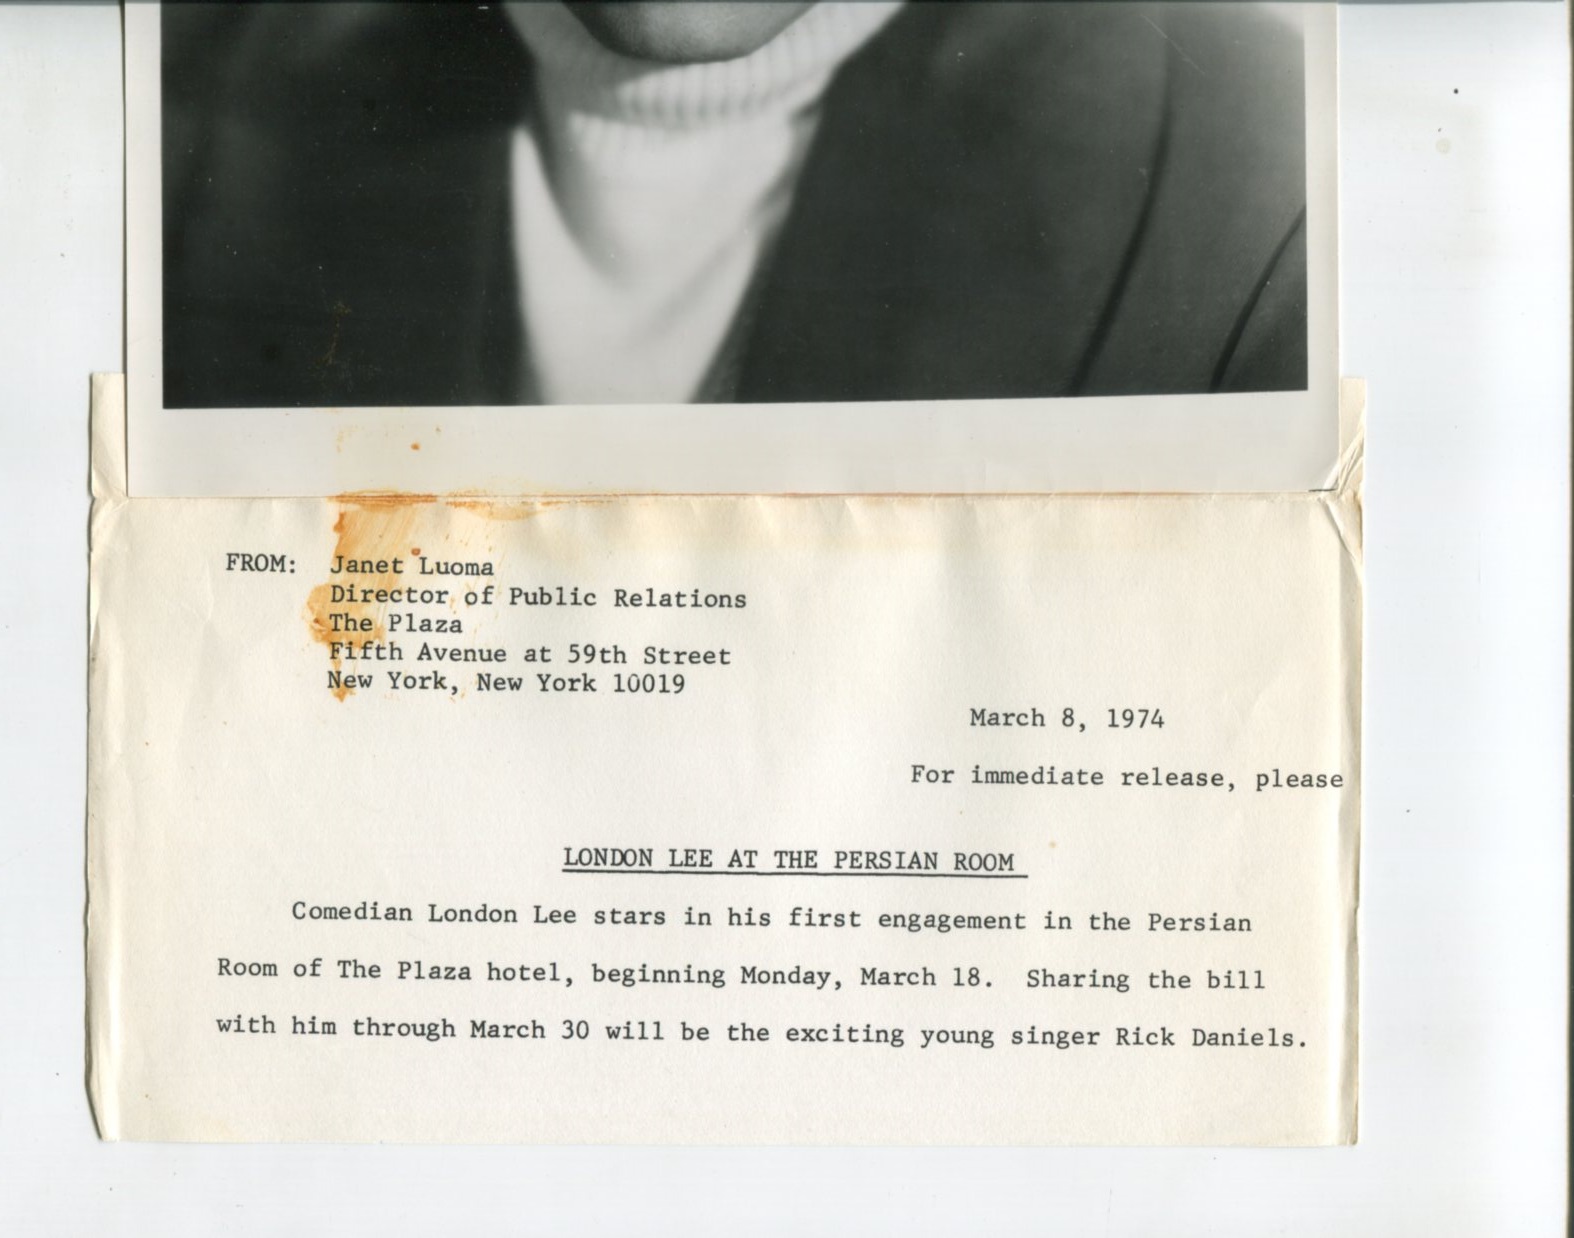 FROM: Janet Luoma
Director of Public Relations
The Plaza
Fifth Avenue at 59th Street
New York, New York 10019
March 8, 1974
For immediate release, please
LONDON LEE AT THE PERSIAN ROOM
Comedian London Lee stars in his first engagement in the Persian
Room of The Plaza hotel, beginning Monday, March 18. Sharing the bill
with him through March 30 will be the exciting young singer Rick Daniels.